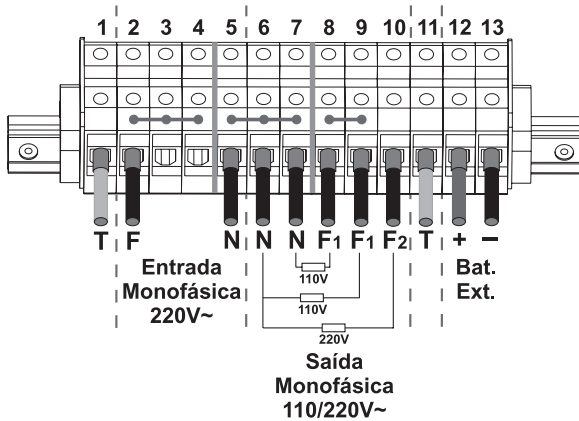 1 2 3 4 5 6 7 8 9 10 11 12 13
T F N N N F1 F1 F2 T + −
Entrada
Monofásica
220V~
Bat.
Ext.
110V
110V
220V
Saída
Monofásica
110/220V~